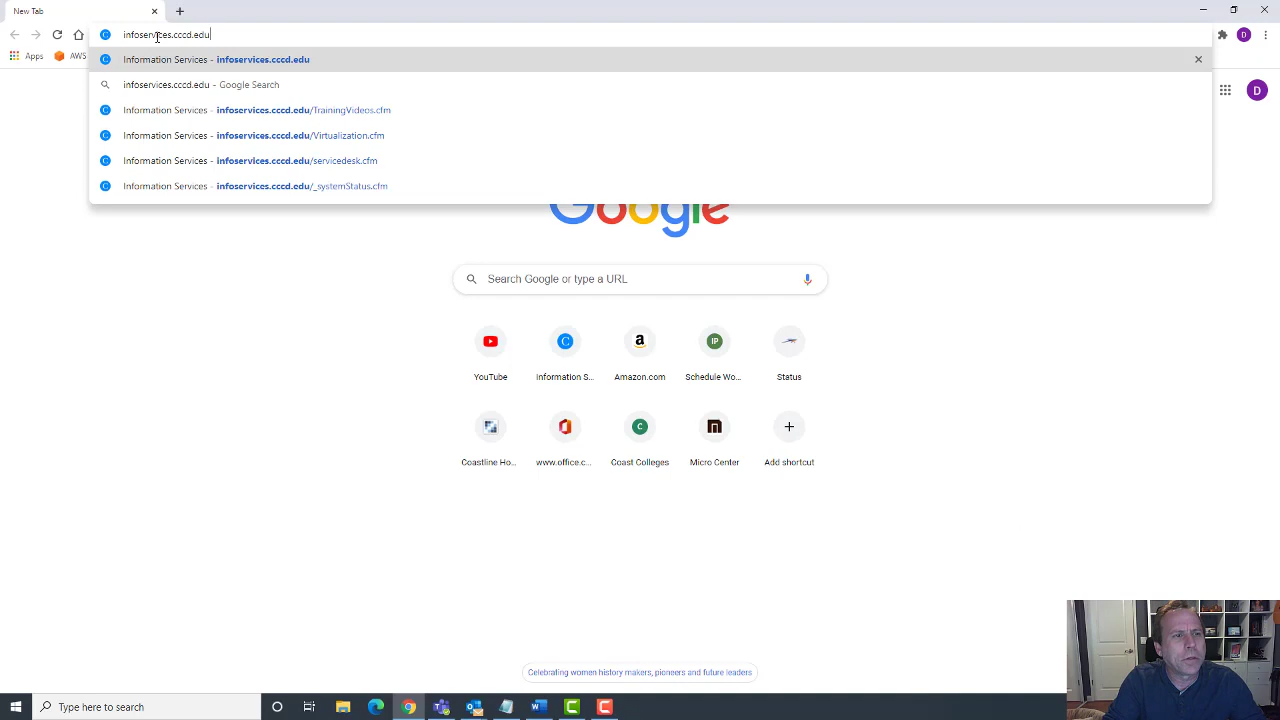 New Tab
infoservices.cccd.edu
Apps
AWS
Information Services - infoservices.cccd.edu
infoservices.cccd.edu - Google Search
Information Services - infoservices.cccd.edu/TrainingVideos.cfm
Information Services - infoservices.cccd.edu/Virtualization.cfm
Information Services - infoservices.cccd.edu/servicedesk.cfm
Information Services - infoservices.cccd.edu/_systemStatus.cfm
D
D
Google
Search Google or type a URL
C
a
IP
YouTube
Information S...
Amazon.com
Schedule Wo...
Status
C
Coastline Ho...
www.office.c...
Coast Colleges
Micro Center
Add shortcut
Celebrating women history makers, pioneers and future leaders
Type here to search